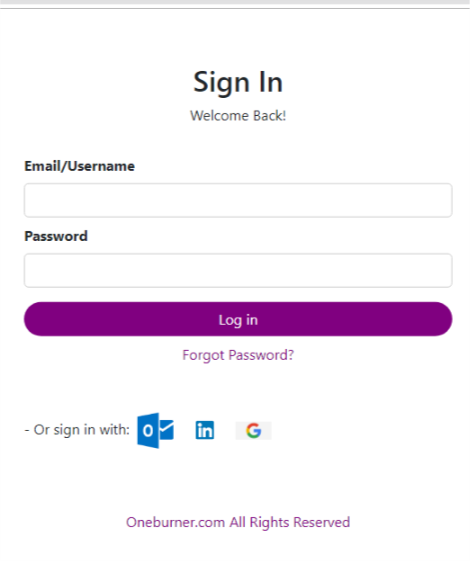 Sign In
Welcome Back!
Email/Username
Password
Log in
Forgot Password?
- Or sign in with: O in G
Oneburner.com All Rights Reserved